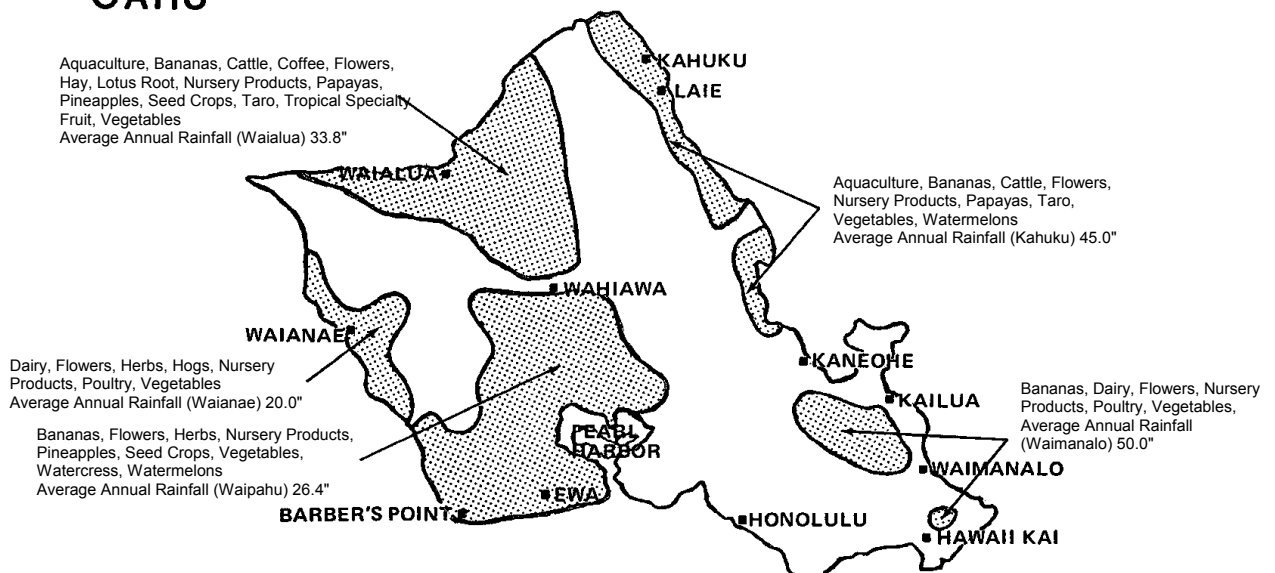 OAHU
Aquaculture, Bananas, Cattle, Coffee, Flowers,
Hay, Lotus Root, Nursery Products, Papayas,
Pineapples, Seed Crops, Taro, Tropical Specialty
Fruit, Vegetables
Average Annual Rainfall (Waialua) 33.8"
KAHUKU
LAIE
WAIALUA
Aquaculture, Bananas, Cattle, Flowers,
Nursery Products, Papayas, Taro,
Vegetables, Watermelons
Average Annual Rainfall (Kahuku) 45.0"
WAHIAWA
WAIANAE
KANEOHE
Dairy, Flowers, Herbs, Hogs, Nursery
Products, Poultry, Vegetables
Average Annual Rainfall (Waianae) 20.0"
KAILUA
Bananas, Dairy, Flowers, Nursery
Products, Poultry, Vegetables,
Average Annual Rainfall
(Waimanalo) 50.0"
Bananas, Flowers, Herbs, Nursery Products,
Pineapples, Seed Crops, Vegetables,
Watercress, Watermelons
Average Annual Rainfall (Waipahu) 26.4"
PEARL
HARBOR
WAIMANALO
EWA
BARBER'S POINT
HONOLULU
HAWAII KAI